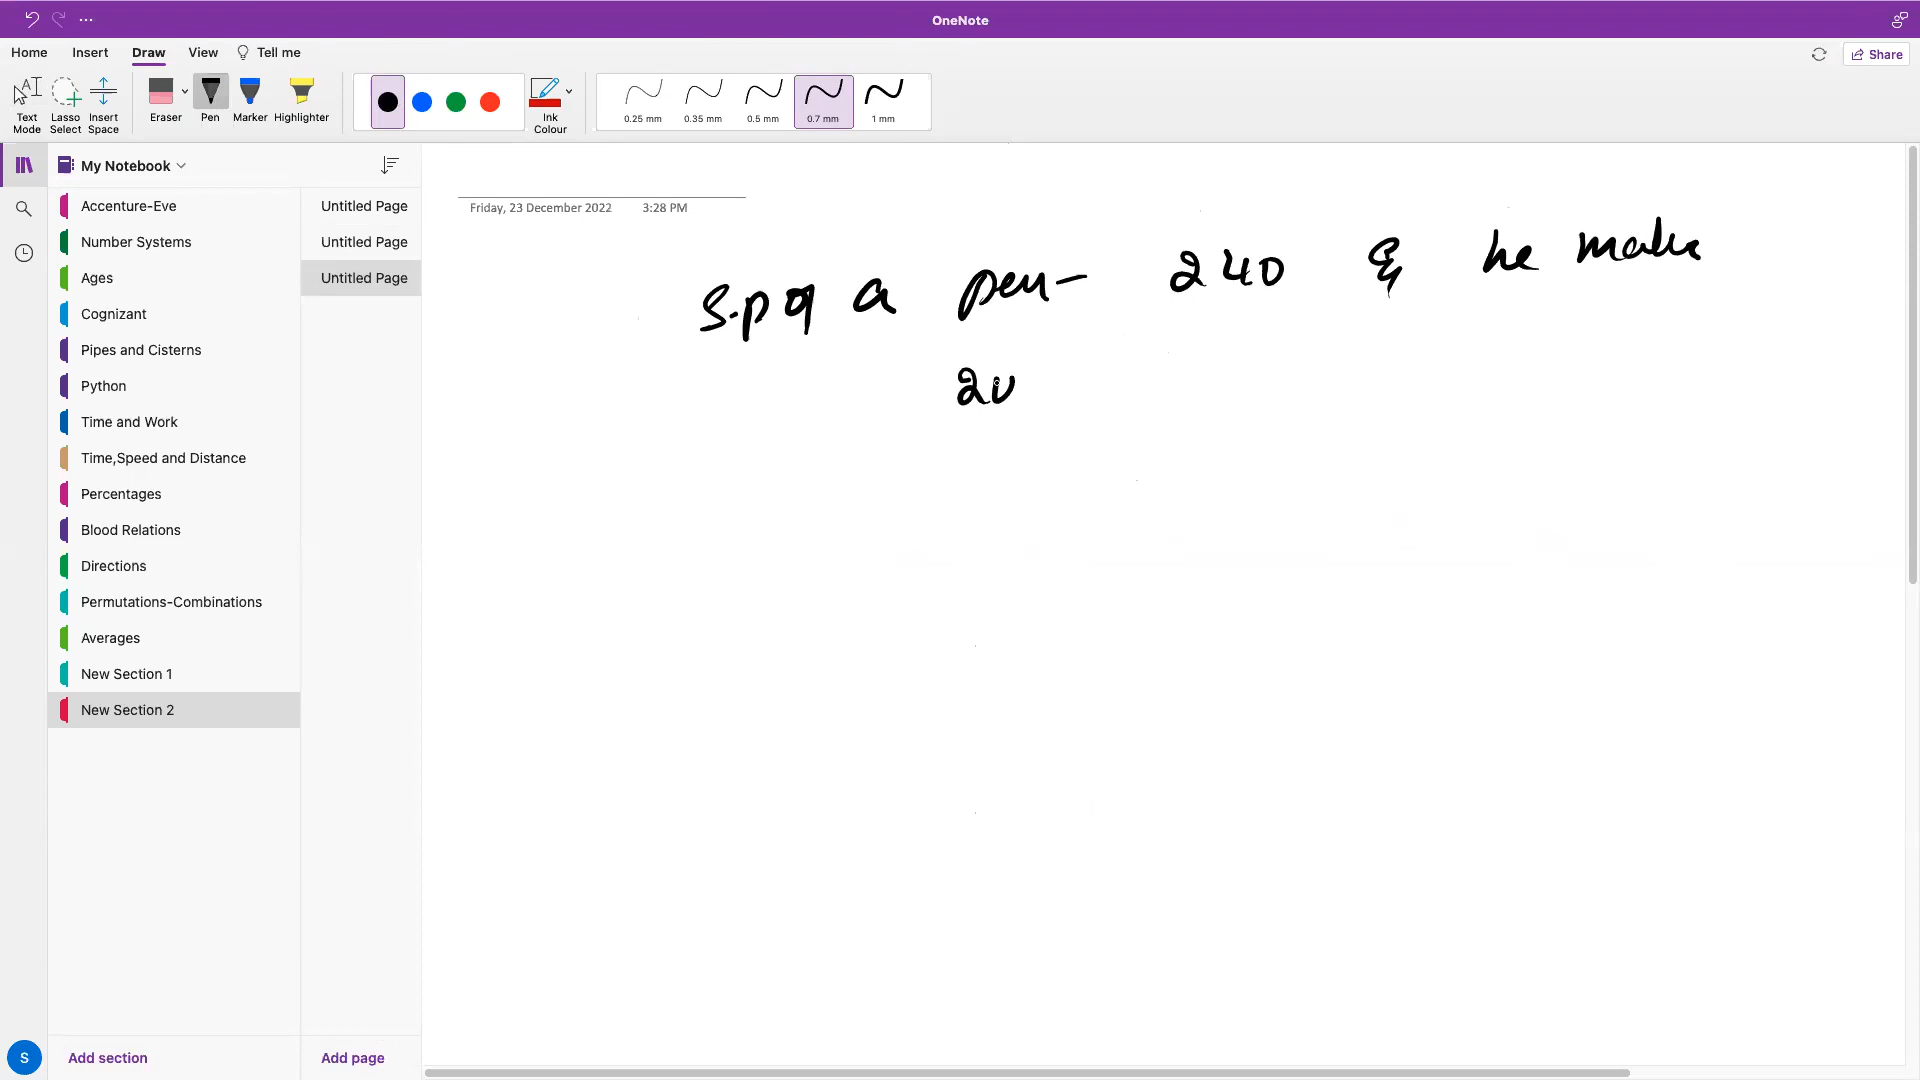 OneNote
Home Insert Draw View Tell me
Share
Text Mode
Lasso Select
Insert Space
Eraser
Pen
Marker
Highlighter
Ink Colour
0.25 mm
0.35 mm
0.5 mm
0.7 mm
1 mm
My Notebook
Accenture-Eve
Number Systems
Ages
Cognizant
Pipes and Cisterns
Python
Time and Work
Time,Speed and Distance
Percentages
Blood Relations
Directions
Permutations-Combinations
Averages
New Section 1
New Section 2
Add section
S
Untitled Page
Untitled Page
Untitled Page
Add page
Friday, 23 December 2022 3:28 PM
S.p of a pen - 240 & he makes
20